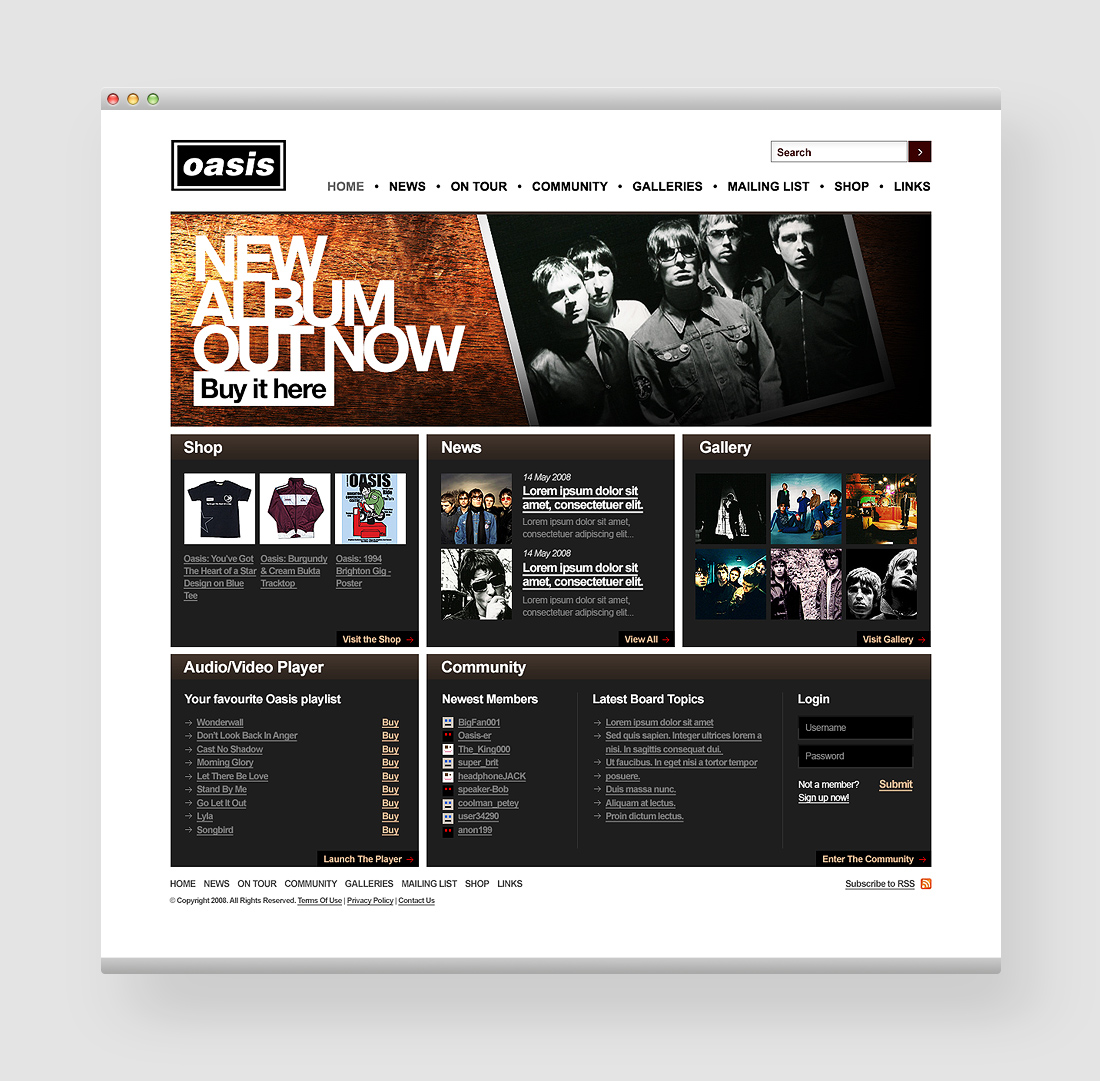 oasis
Search
HOME • NEWS • ON TOUR • COMMUNITY • GALLERIES • MAILING LIST • SHOP • LINKS
NEW
ALBUM
OUT NOW
Buy it here
Shop
OASIS
Oasis: You've Got
The Heart of a Star
Design on Blue
Tee
Oasis: Burgundy
& Cream Bukta
Tracktop
Oasis: 1994
Brighton Gig -
Poster
Visit the Shop
News
14 May 2008
Lorem ipsum dolor sit
amet, consectetuer elit.
Lorem ipsum dolor sit amet,
consectetuer adipiscing elit...
14 May 2008
Lorem ipsum dolor sit
amet, consectetuer elit.
Lorem ipsum dolor sit amet,
consectetuer adipiscing elit...
View All
Gallery
Visit Gallery
Audio/Video Player
Your favourite Oasis playlist
Wonderwall Buy
Don't Look Back In Anger Buy
Cast No Shadow Buy
Morning Glory Buy
Let There Be Love Buy
Stand By Me Buy
Go Let It Out Buy
Lyla Buy
Songbird Buy
Launch The Player
Community
Newest Members
BigFan001
Oasis-er
The_King000
super_brit
headphoneJACK
speaker-Bob
coolman_petey
user34290
anon199
Latest Board Topics
Lorem ipsum dolor sit amet
Sed quis sapien. Integer ultrices lorem a
nisi. In sagittis consequat dui.
Ut faucibus. In eget nisi a tortor tempor
posuere.
Duis massa nunc.
Aliquam at lectus.
Proin dictum lectus.
Login
Username
Password
Not a member? Submit
Sign up now!
Enter The Community
HOME NEWS ON TOUR COMMUNITY GALLERIES MAILING LIST SHOP LINKS
Subscribe to RSS
© Copyright 2008. All Rights Reserved. Terms Of Use | Privacy Policy | Contact Us